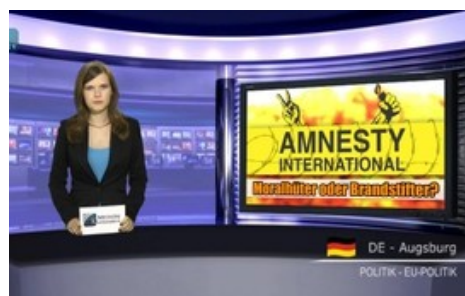 AMNESTY
INTERNATIONAL
Moralhüter oder Brandstifter?
DE - Augsburg
POLITIK - EU-POLITIK